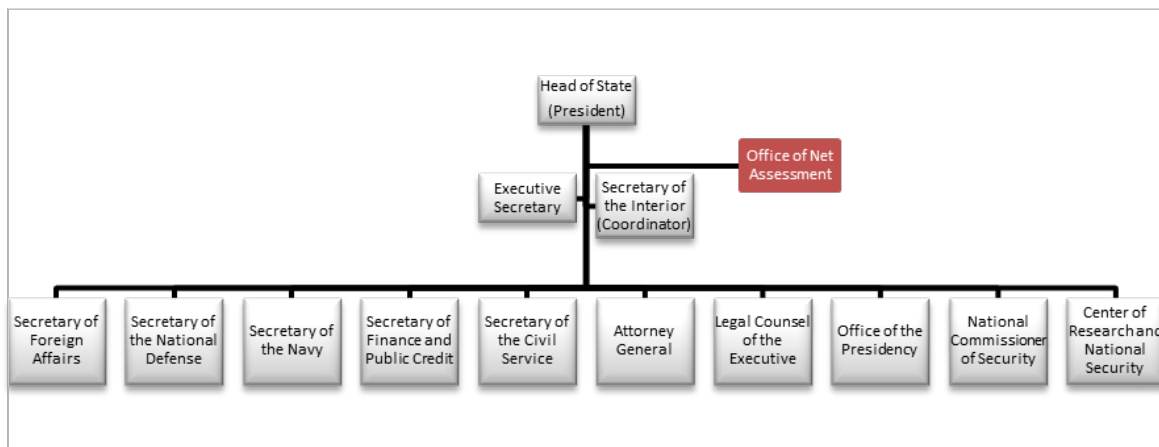 Head of State
(President)
Office of Net
Assessment
Executive
Secretary
Secretary of
the Interior
(Coordinator)
Secretary of
Foreign
Affairs
Secretary of
the National
Defense
Secretary of
the Navy
Secretary of
Finance and
Public Credit
Secretary of
the Civil
Service
Attorney
General
Legal Counsel
of the
Executive
Office of the
Presidency
National
Commissioner
of Security
Center of
Research and
National
Security